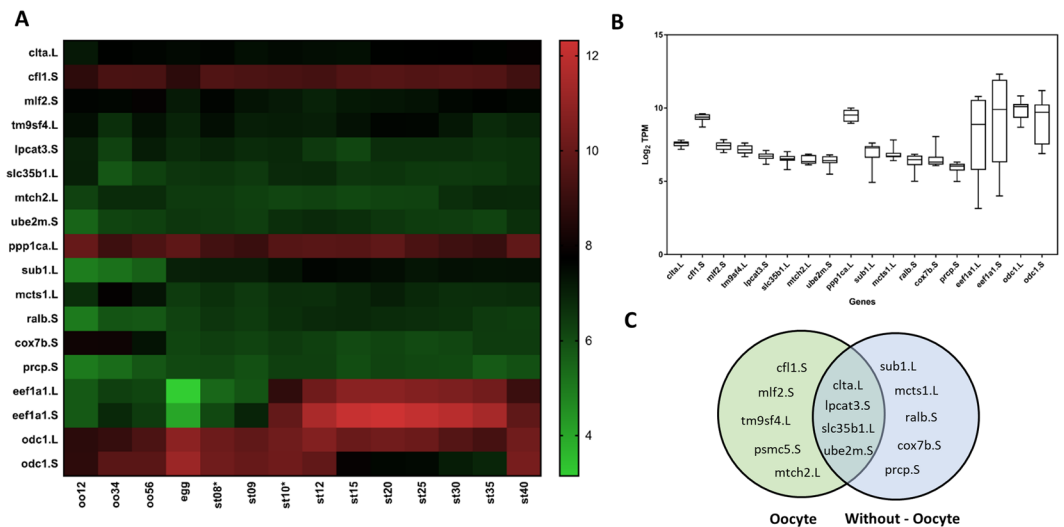 A
clta.L
cfl1.S
mlf2.S
tm9sf4.L
lpcat3.S
slc35b1.L
mtch2.L
ube2m.S
ppp1ca.L
sub1.L
mcts1.L
ralb.S
cox7b.S
prcp.S
eef1a1.L
eef1a1.S
odc1.L
odc1.S
oo12
oo34
oo56
egg
st08*
st09
st10*
st12
st15
st20
st25
st30
st35
st40
12
10
8
6
4
B
Log2 TPM
15
10
5
0
clta.L
cfl1.S
mlf2.S
tm9sf4.L
lpcat3.S
slc35b1.L
mtch2.L
ube2m.S
ppp1ca.L
sub1.L
mcts1.L
ralb.S
cox7b.S
prcp.S
eef1a1.L
eef1a1.S
odc1.L
odc1.S
Genes
C
cfl1.S
mlf2.S
tm9sf4.L
psmc5.S
mtch2.L
clta.L
lpcat3.S
slc35b1.L
ube2m.S
sub1.L
mcts1.L
ralb.S
cox7b.S
prcp.S
Oocyte
Without - Oocyte